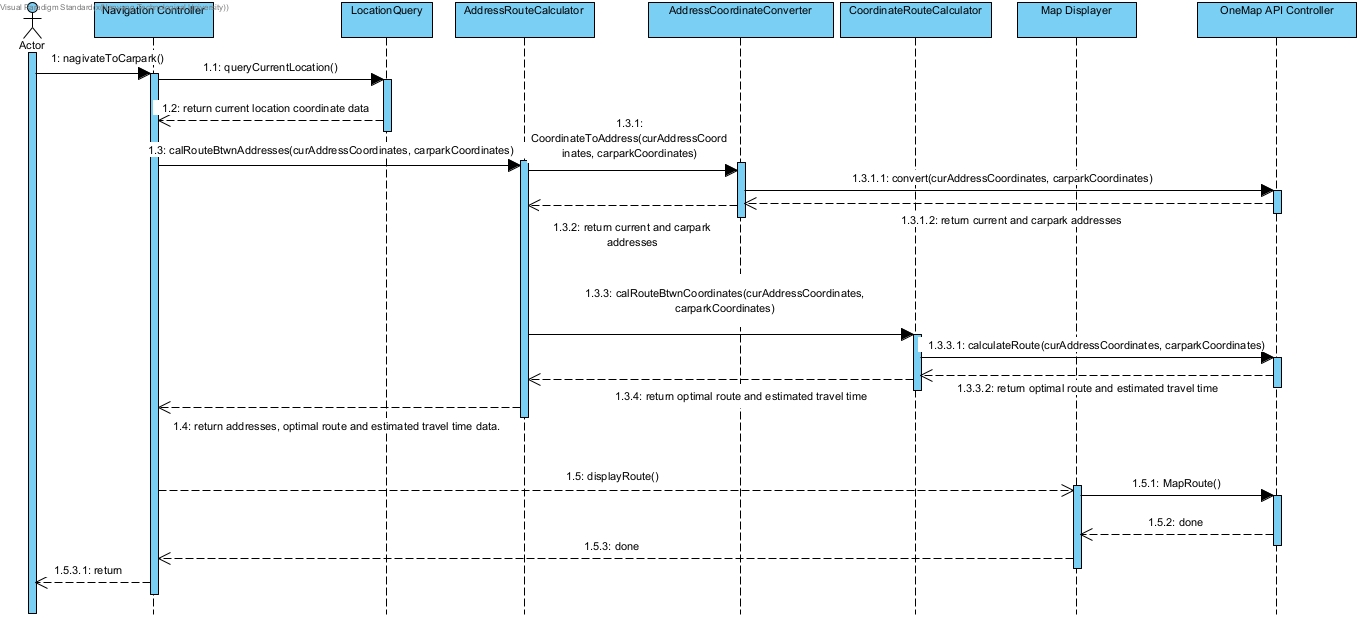 Visual Paradigm Standard
Navigation Controller
LocationQuery
AddressRouteCalculator
AddressCoordinateConverter
CoordinateRouteCalculator
Map Displayer
OneMap API Controller
Actor
1: nagivateToCarpark()
1.1: queryCurrentLocation()
1.2: return current location coordinate data
1.3: calRouteBtwnAddresses(curAddressCoordinates, carparkCoordinates)
1.3.1:
CoordinateToAddress(curAddressCoord
inates, carparkCoordinates)
1.3.1.1: convert(curAddressCoordinates, carparkCoordinates)
1.3.1.2: return current and carpark addresses
1.3.2: return current and carpark
addresses
1.3.3: calRouteBtwnCoordinates(curAddressCoordinates,
carparkCoordinates)
1.3.3.1: calculateRoute(curAddressCoordinates, carparkCoordinates)
1.3.3.2: return optimal route and estimated travel time
1.3.4: return optimal route and estimated travel time
1.4: return addresses, optimal route and estimated travel time data.
1.5: displayRoute()
1.5.1: MapRoute()
1.5.2: done
1.5.3: done
1.5.3.1: return